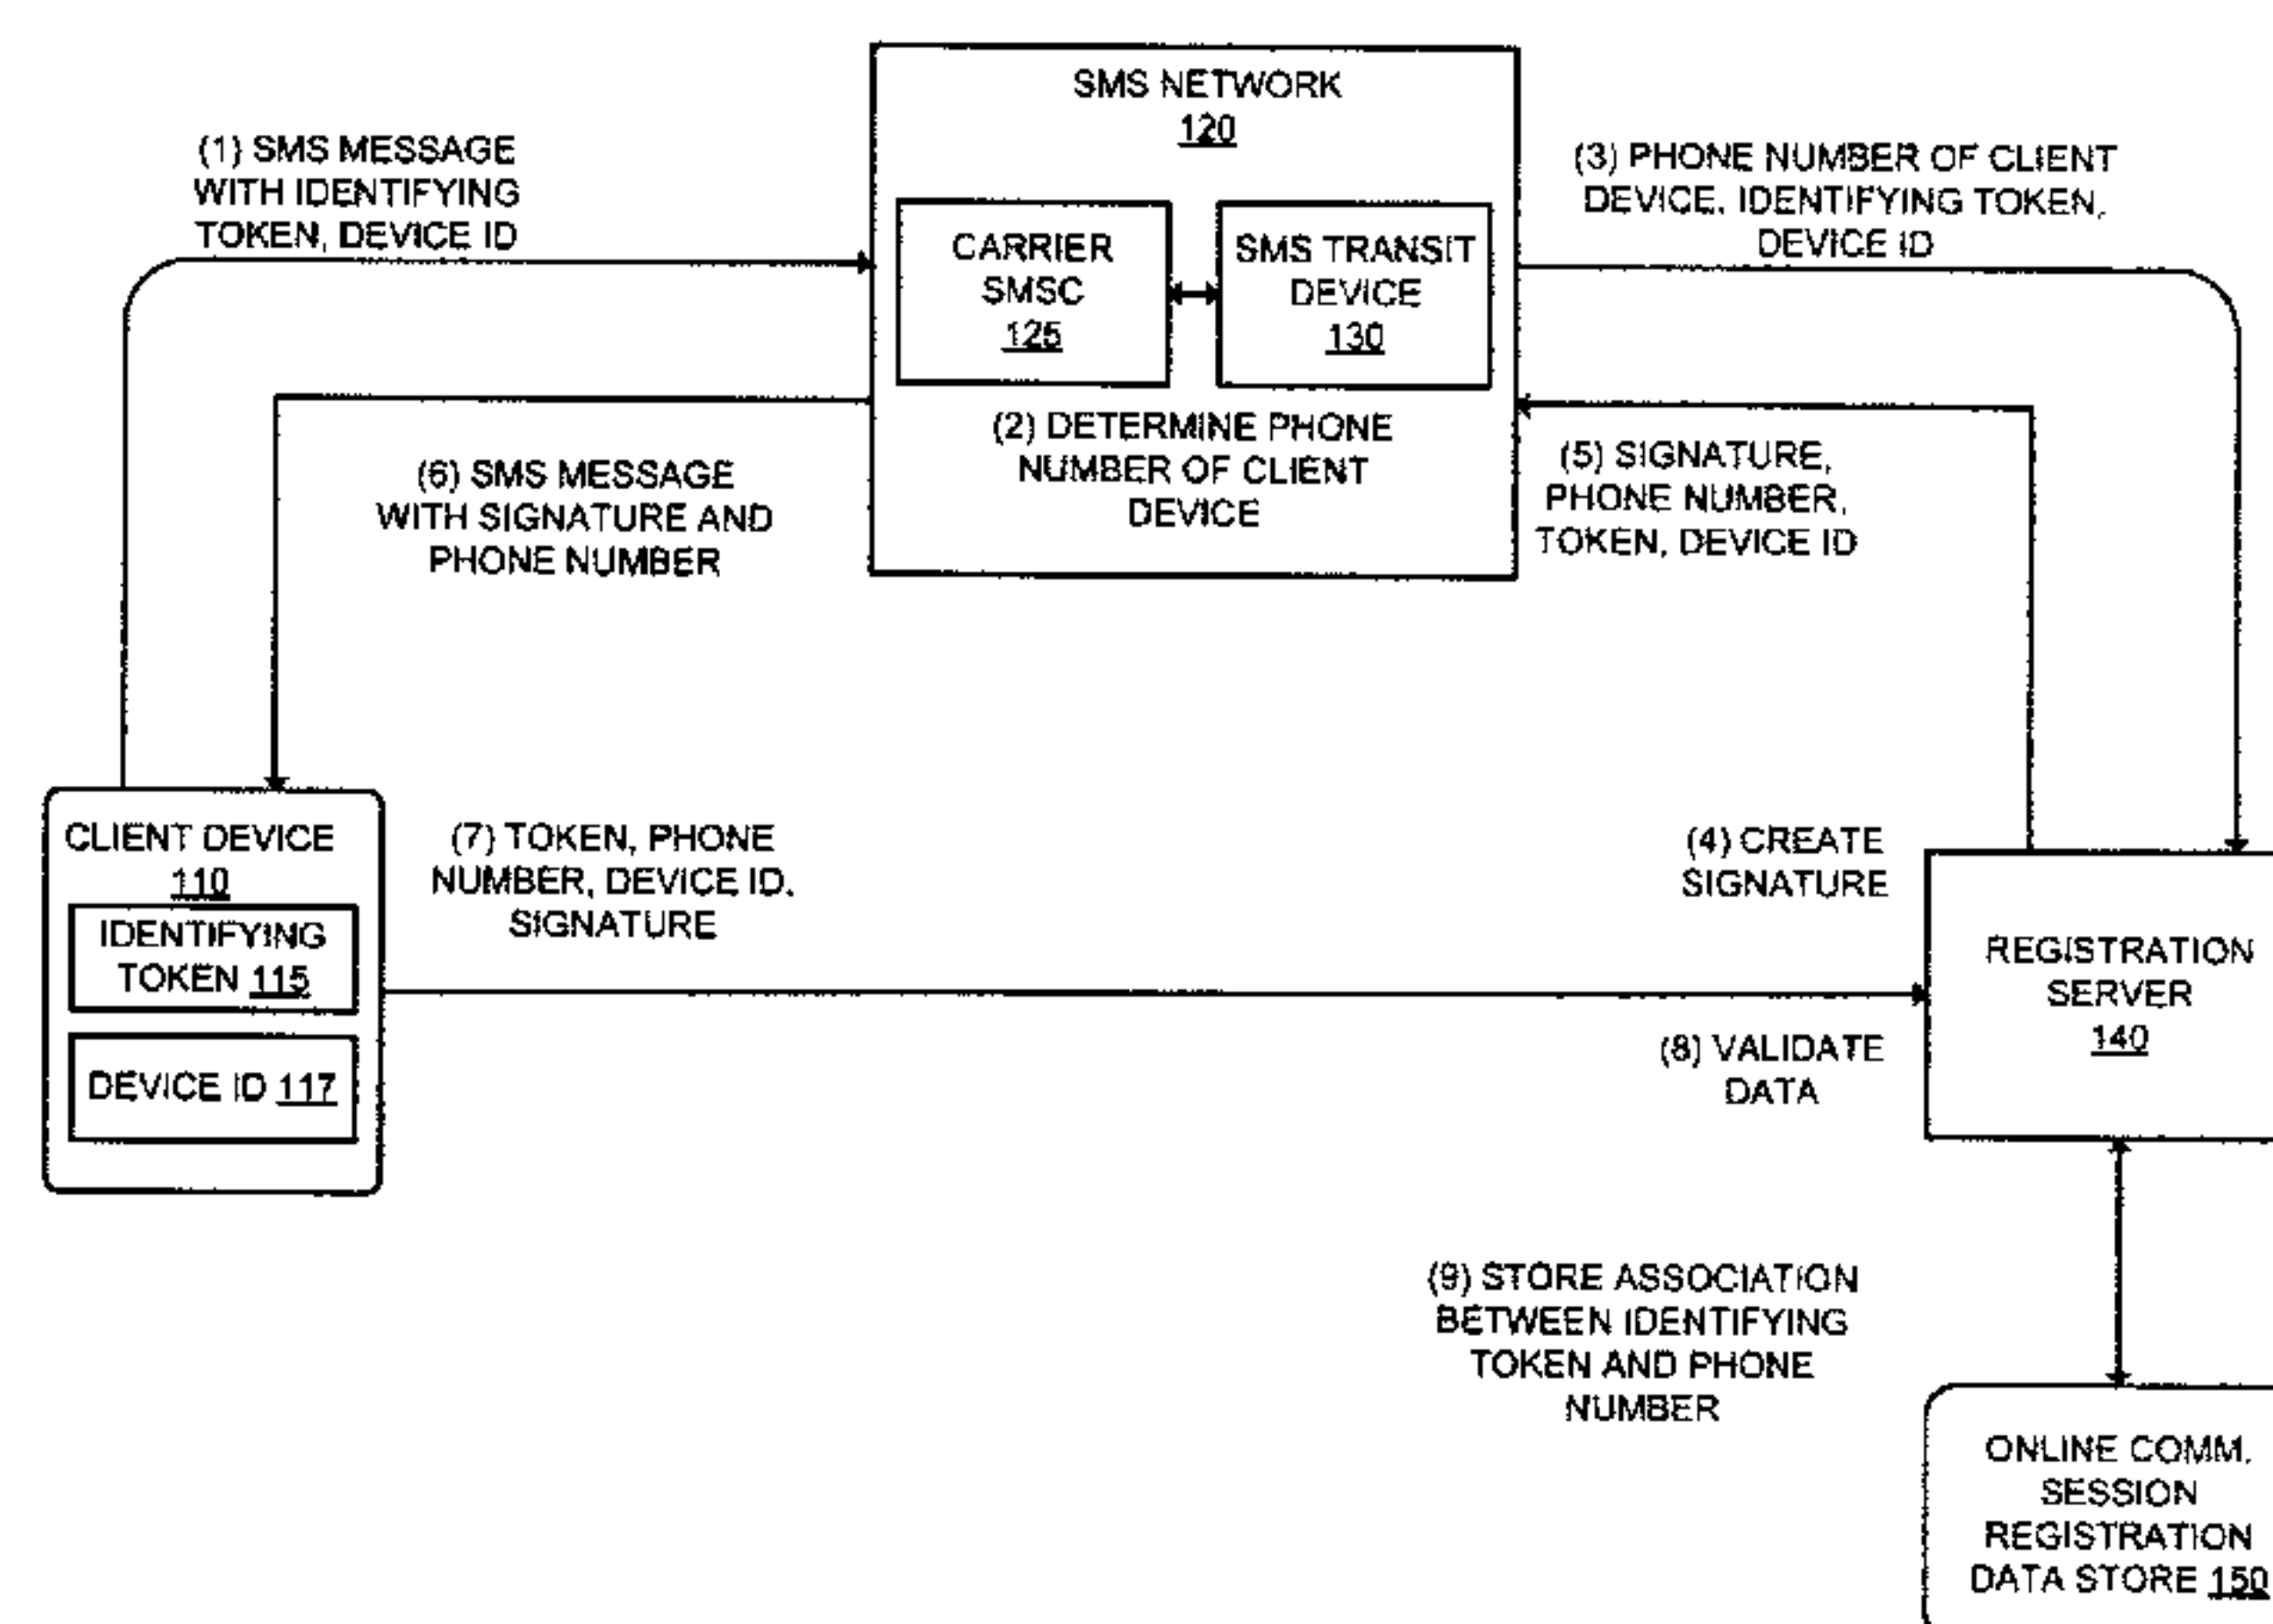 SMS NETWORK
120
(1) SMS MESSAGE
WITH IDENTIFYING
TOKEN, DEVICE ID
(3) PHONE NUMBER OF CLIENT
DEVICE, IDENTIFYING TOKEN,
DEVICE ID
CARRIER
SMSC
125
SMS TRANSIT
DEVICE
130
(2) DETERMINE PHONE
NUMBER OF CLIENT
DEVICE
(6) SMS MESSAGE
WITH SIGNATURE AND
PHONE NUMBER
(5) SIGNATURE,
PHONE NUMBER,
TOKEN, DEVICE ID
CLIENT DEVICE
110
IDENTIFYING
TOKEN 115
DEVICE ID 117
(7) TOKEN, PHONE
NUMBER, DEVICE ID,
SIGNATURE
(4) CREATE
SIGNATURE
REGISTRATION
SERVER
140
(8) VALIDATE
DATA
(9) STORE ASSOCIATION
BETWEEN IDENTIFYING
TOKEN AND PHONE
NUMBER
ONLINE COMM.
SESSION
REGISTRATION
DATA STORE 150